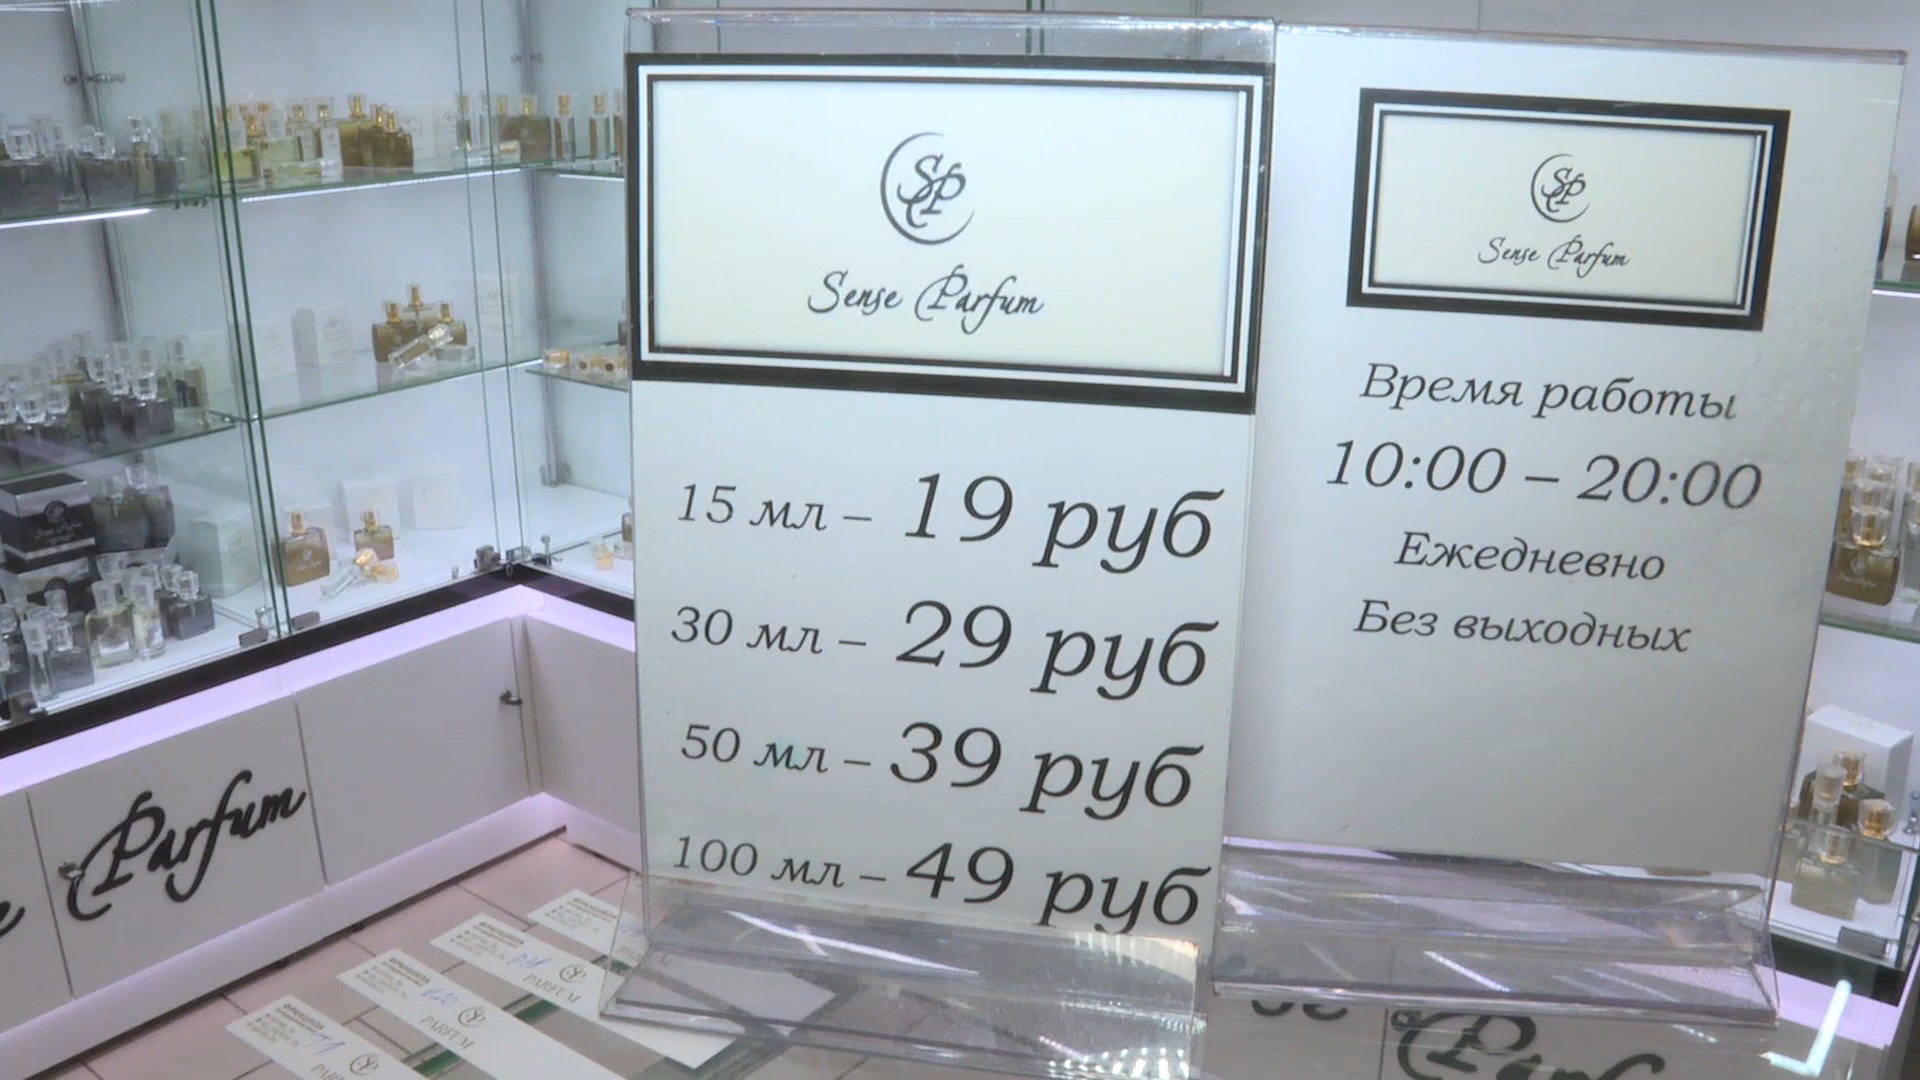 SP
Sense Parfum
15 мл – 19 руб
30 мл – 29 руб
50 мл – 39 руб
100 мл – 49 руб
SP
Sense Parfum
Время работы
10:00 – 20:00
Ежедневно
Без выходных
Parfum
PARFUM
PARFUM